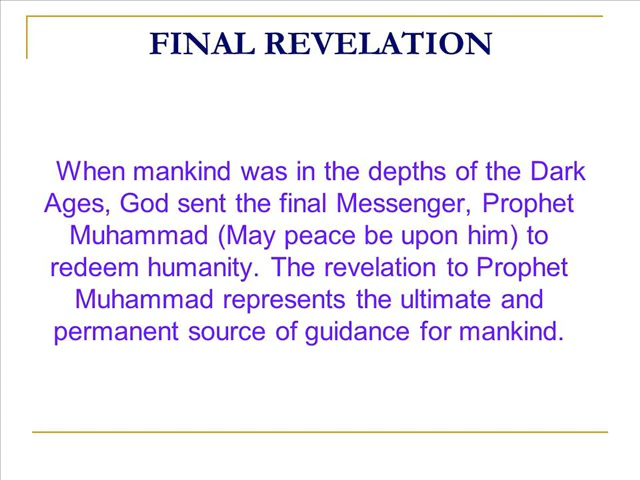 FINAL REVELATION
When mankind was in the depths of the Dark
Ages, God sent the final Messenger, Prophet
Muhammad (May peace be upon him) to
redeem humanity. The revelation to Prophet
Muhammad represents the ultimate and
permanent source of guidance for mankind.